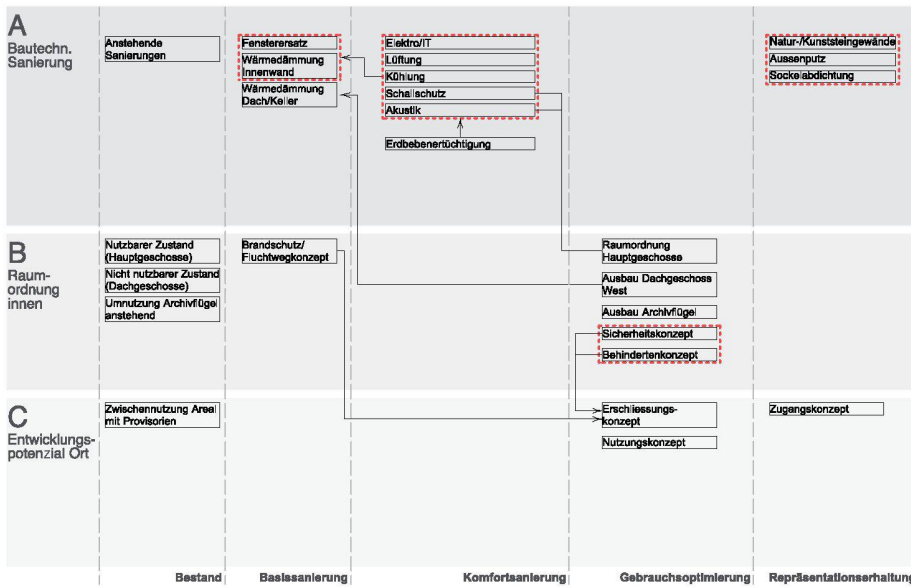 A
Bautechn.
Sanierung
Anstehende
Sanierungen
Fensterersatz
Wärmedämmung
Innenwand
Wärmedämmung
Dach/Keller
Elektro/IT
Lüftung
Kühlung
Schallschutz
Akustik
Erdbebenertüchtigung
Natur-/Kunststeingewände
Aussenputz
Sockelabdichtung
B
Raum-
ordnung
innen
Nutzbarer Zustand
(Hauptgeschosse)
Nicht nutzbarer Zustand
(Dachgeschosse)
Umnutzung Archivflügel
anstehend
Brandschutz/
Fluchtwegkonzept
Raumordnung
Hauptgeschosse
Ausbau Dachgeschoss
West
Ausbau Archivflügel
Sicherheitskonzept
Behindertenkonzept
C
Entwicklungs-
potenzial Ort
Zwischennutzung Areal
mit Provisorien
Erschliessungs-
konzept
Nutzungskonzept
Zugangskonzept
Bestand
Basissanierung
Komfortsanierung
Gebrauchsoptimierung
Repräsentationserhaltung